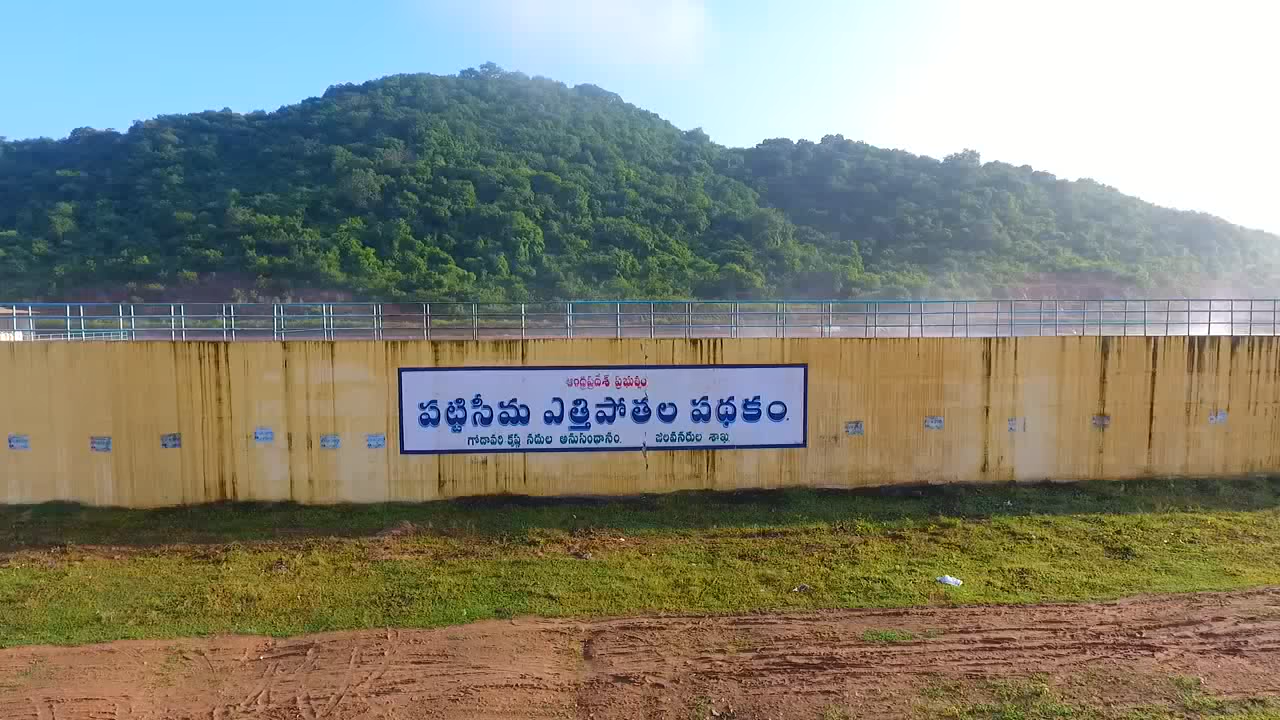 ఆంధ్రప్రదేశ్ ప్రభుత్వం
పట్టిసీమ ఎత్తిపోతల పథకం.
గోదావరి కృష్ణ నదుల అనుసంధానం. జలవనరుల శాఖ